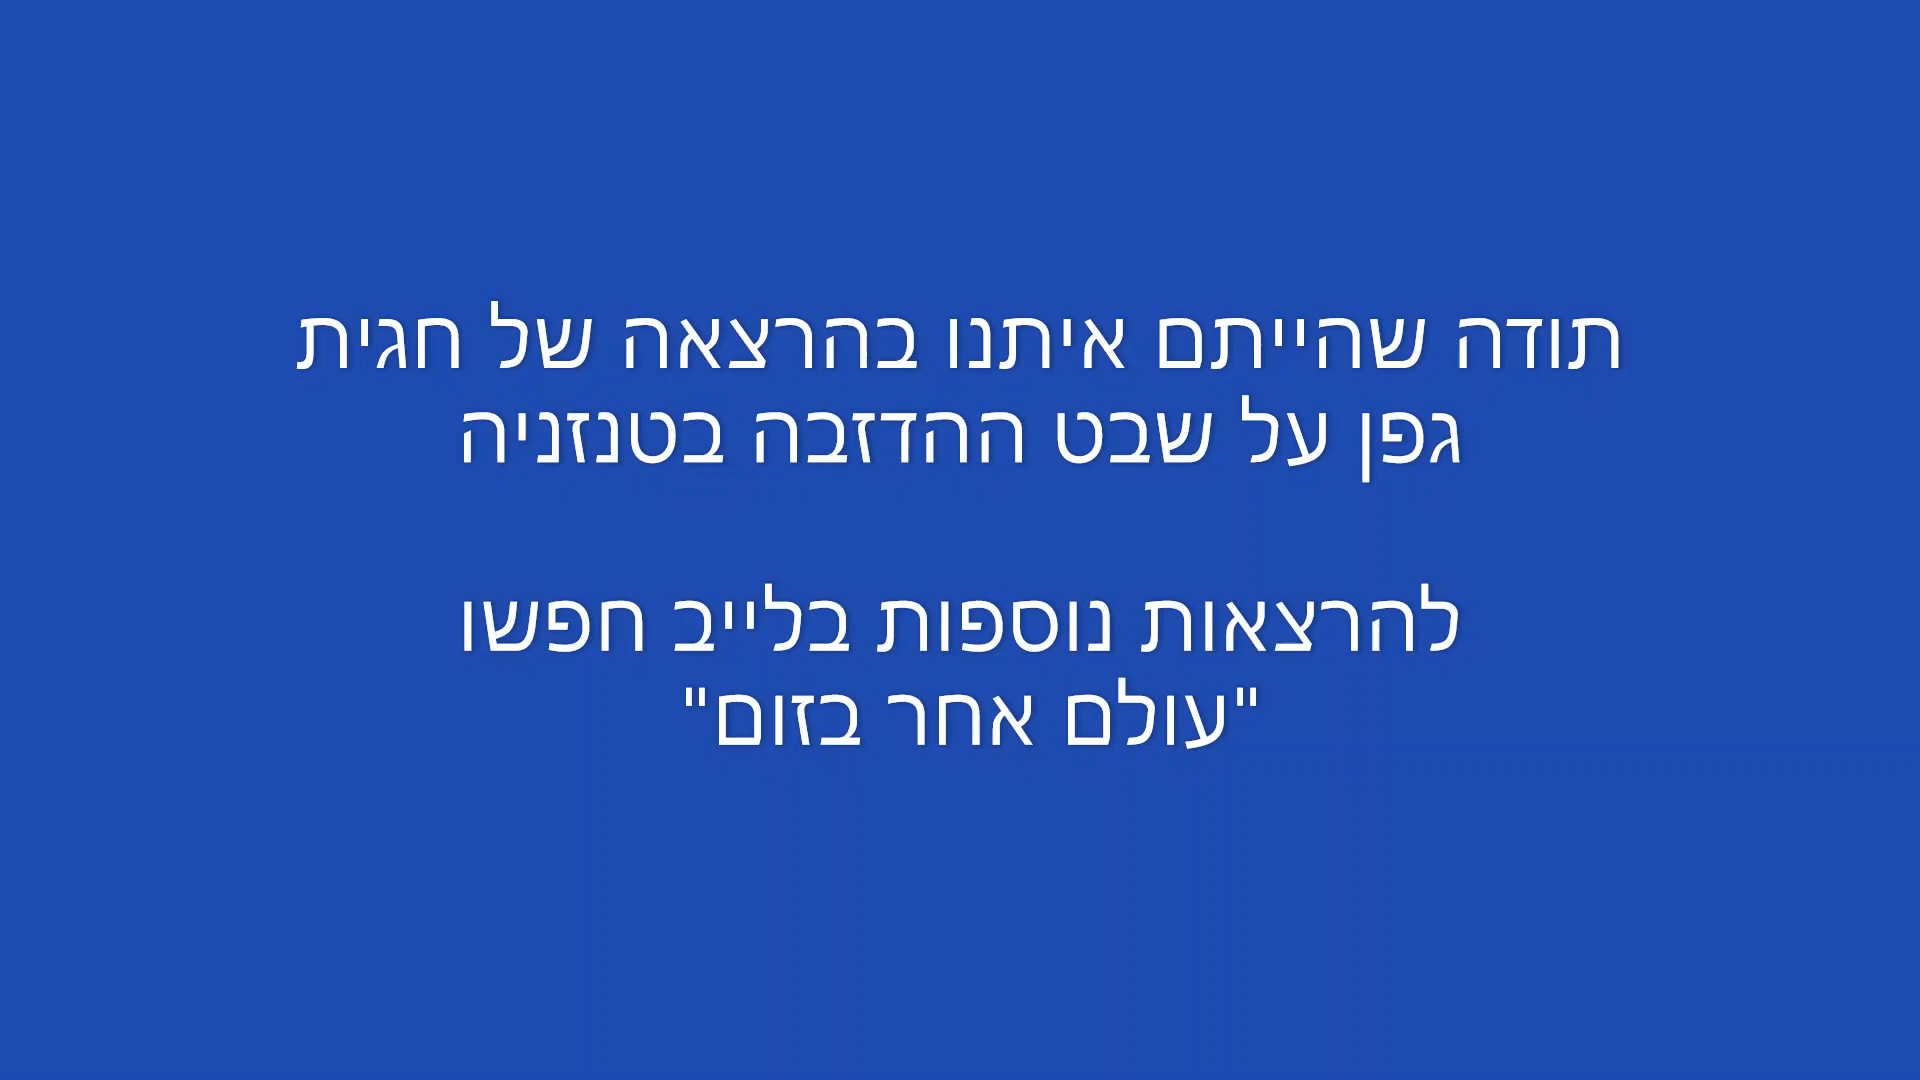 תודה שהייתם איתנו בהרצאה של חגית
גפן על שבט ההדזבה בטנזניה
להרצאות נוספות בלייב חפשו
"עולם אחר בזום"